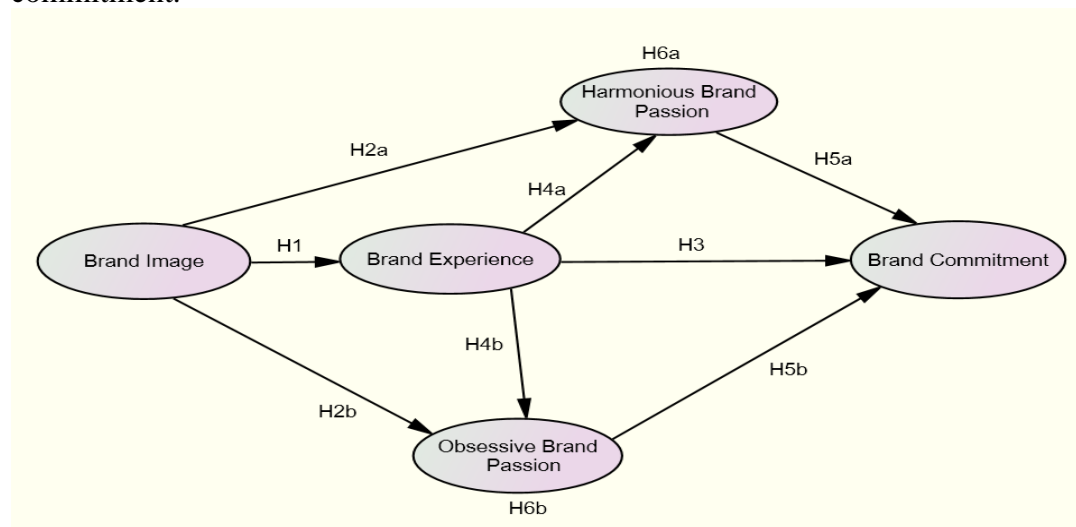 commitment.
H6a
Harmonious Brand
Passion
H2a
H5a
H4a
H1
H3
Brand Image
Brand Experience
Brand Commitment
H4b
H5b
H2b
Obsessive Brand
Passion
H6b